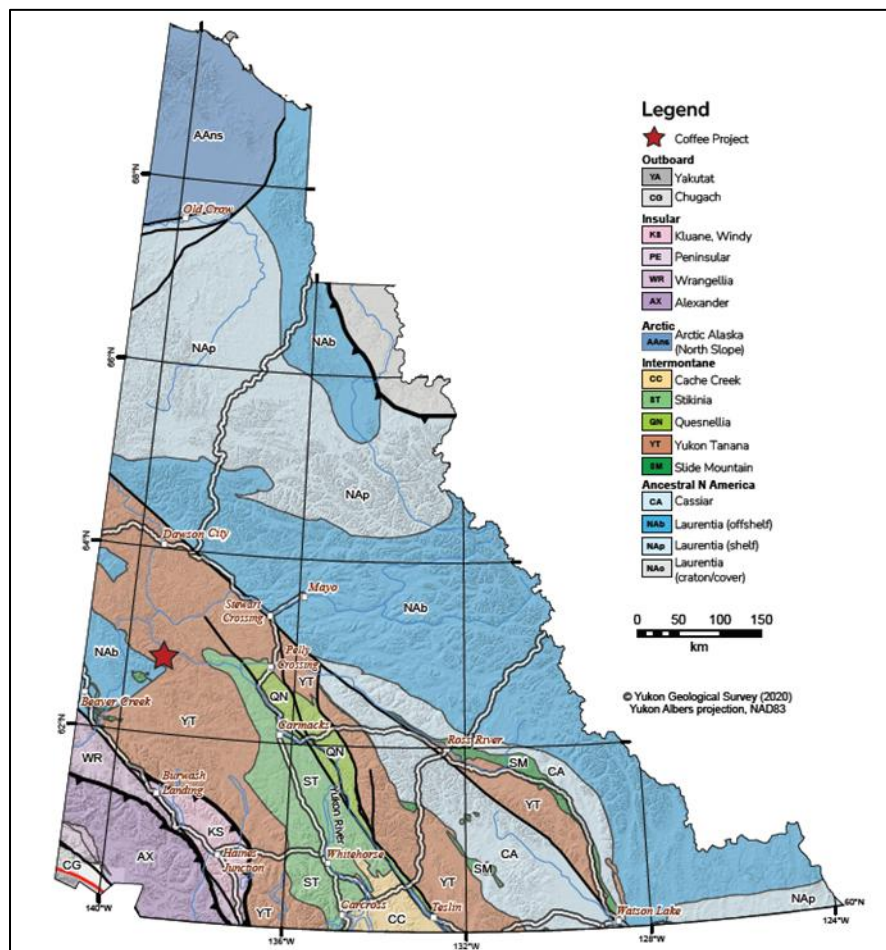 Legend
Coffee Project
Outboard
YA Yakutat
CG Chugach
Insular
KS Kluane, Windy
PE Peninsular
WR Wrangellia
AX Alexander
Arctic
AAns Arctic Alaska
(North Slope)
Intermontane
CC Cache Creek
ST Stikinia
QN Quesnellia
YT Yukon Tanana
SM Slide Mountain
Ancestral N America
CA Cassiar
NAb Laurentia (offshelf)
NAp Laurentia (shelf)
Laurentia
(craton/cover)
0 50 100 150
km
© Yukon Geological Survey (2020)
Yukon Albers projection, NAD83
AAns
68°N
Old Crow
NAp
NAb
66°N
NAp
64°N
Dawson City
Mayo
Stewart
Crossing
NAb
NAb
Pelly
Crossing
YT
QN
Beaver Creek
62°N
YT
Carmacks
QN
Ross River
SM
CA
WR
Burwash
Landing
ST
YT
Yukon River
KS
AX
Haines
Junction
Whitehorse
CA
SM
CG
YT
ST
Carcross
CC
YT
Teslin
Watson Lake
NAp
60°N
140°W
136°W
132°W
128°W
124°W